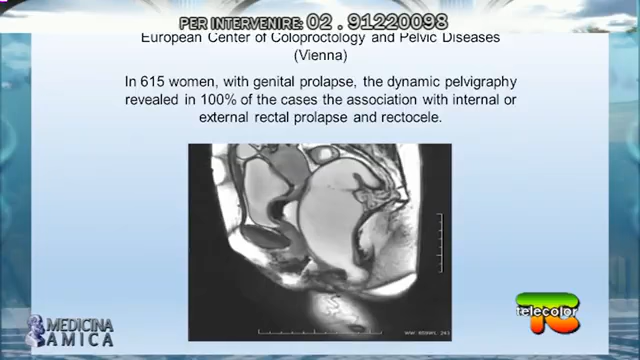 PER INTERVENIRE: 02 . 91220098
European Center of Coloproctology and Pelvic Diseases
(Vienna)
In 615 women, with genital prolapse, the dynamic pelvigraphy
revealed in 100% of the cases the association with internal or
external rectal prolapse and rectocele.
MEDICINA
AMICA
telecolor